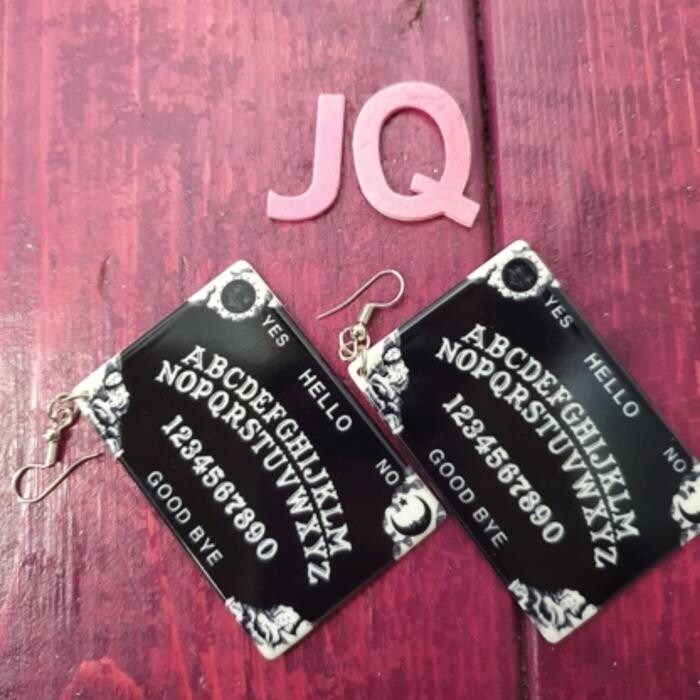 JQ
YES
HELLO
NO
ABCDEFGHIJKLM
NOPQRSTUVWXYZ
1234567890
GOOD BYE
YES
HELLO
NO
ABCDEFGHIJKLM
NOPQRSTUVWXYZ
1234567890
GOOD BYE